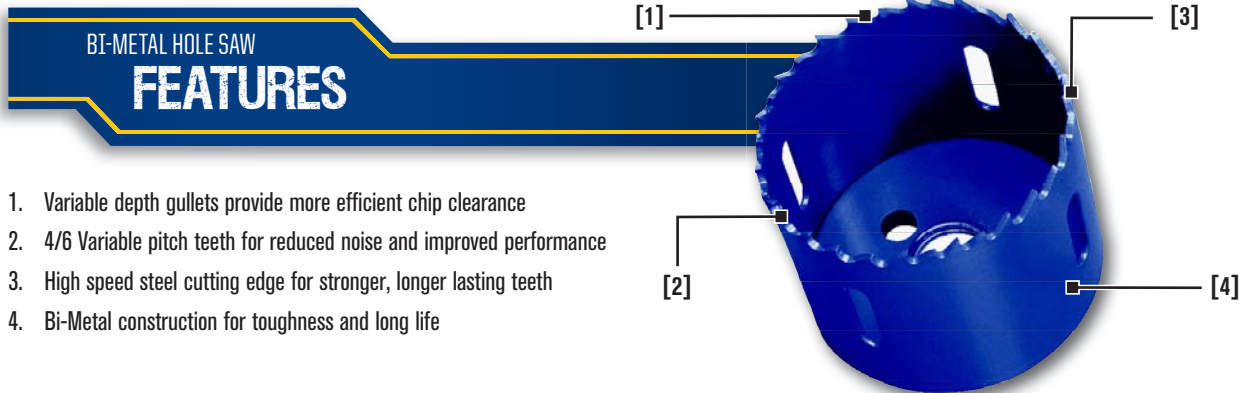 BI-METAL HOLE SAW
FEATURES
1. Variable depth gullets provide more efficient chip clearance
2. 4/6 Variable pitch teeth for reduced noise and improved performance
3. High speed steel cutting edge for stronger, longer lasting teeth
4. Bi-Metal construction for toughness and long life
[1]
[3]
[2]
[4]